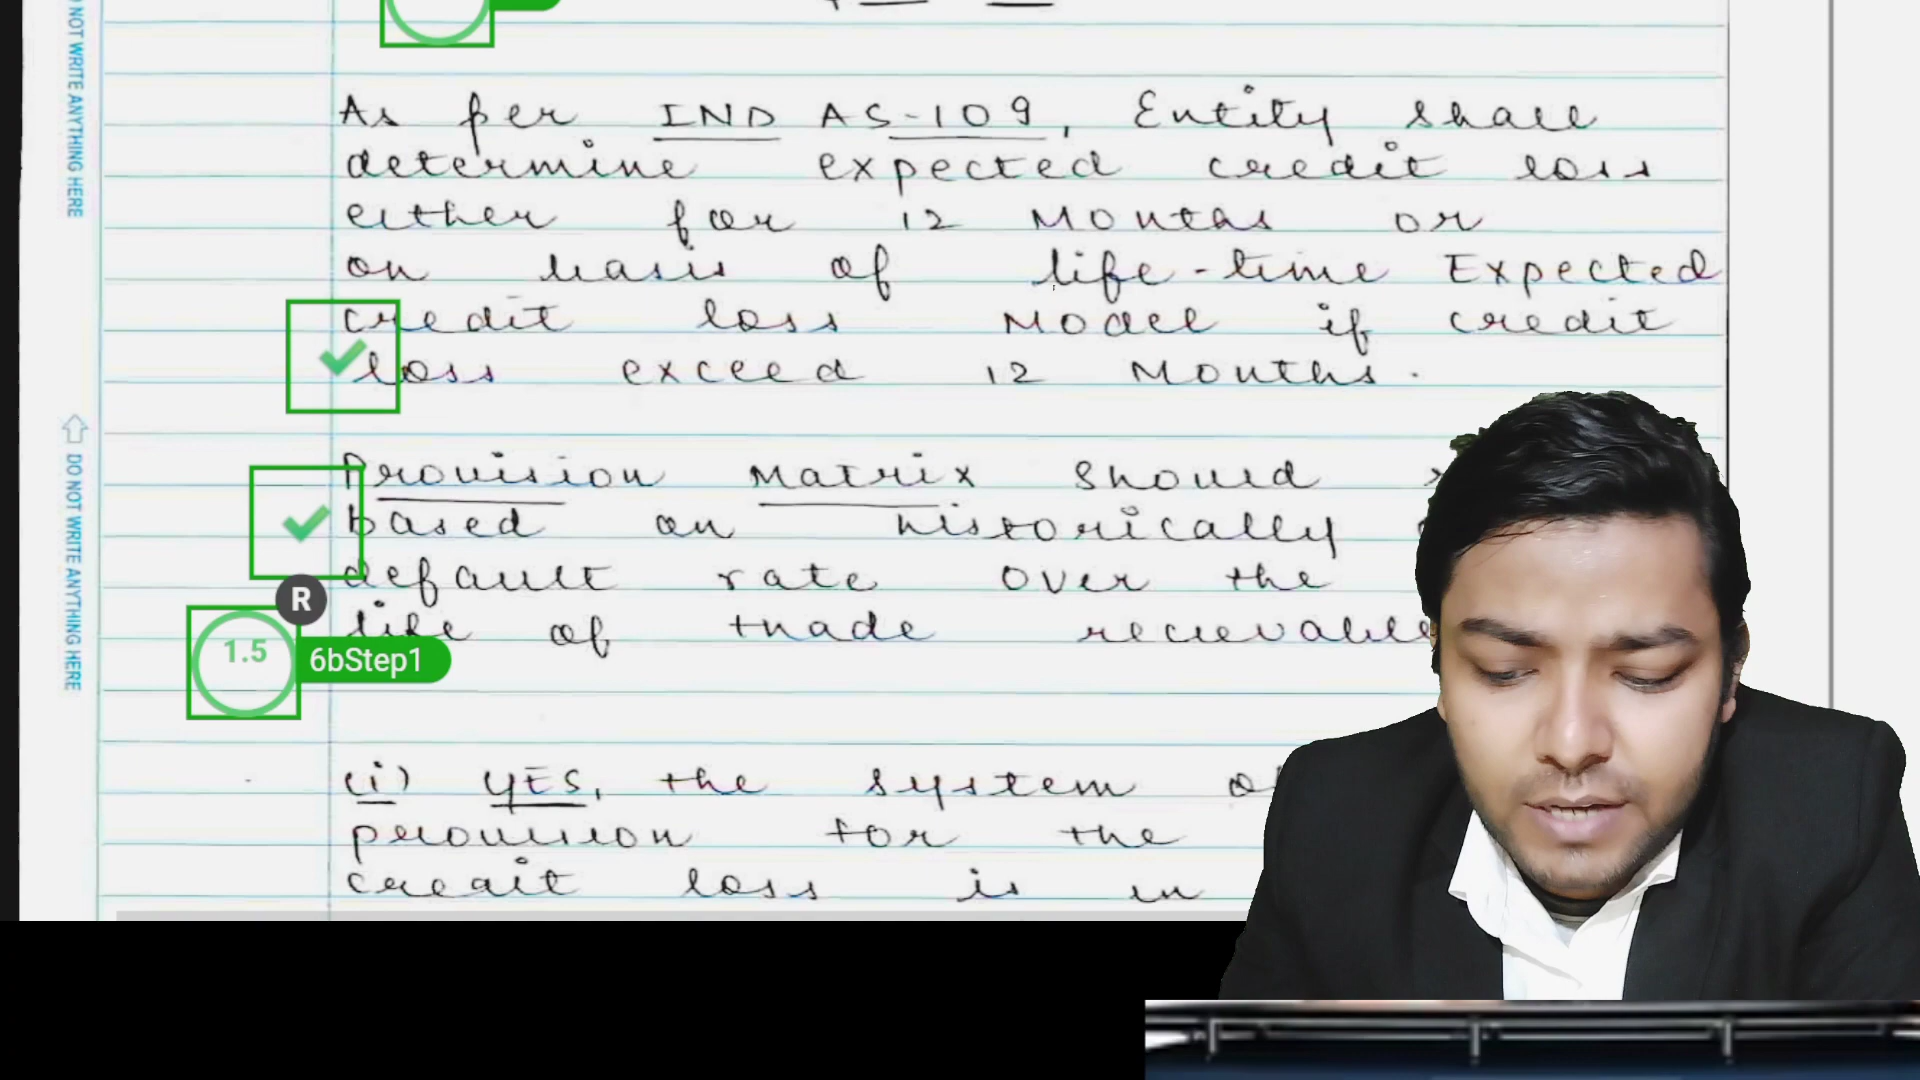 NOT WRITE ANYTHING HERE
As per IND AS-109, Entity shall
determine expected credit loss
either for 12 Months or
on basis of life-time Expected
credit loss Model if credit
loss exceed 12 Months.
Provision Matrix should
based on historically
default rate over the
life of trade recievable
R
1.5
6bStep1
DO NOT WRITE ANYTHING HERE
(i) YES, the system
provision for the
credit loss is in